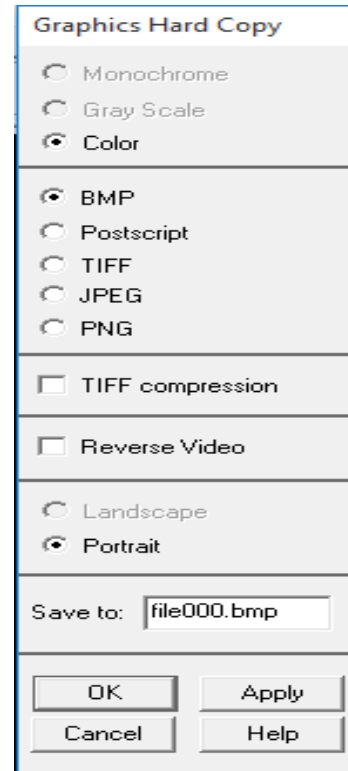 Graphics Hard Copy
Monochrome
Gray Scale
Color
BMP
Postscript
TIFF
JPEG
PNG
TIFF compression
Reverse Video
Landscape
Portrait
Save to: file000.bmp
OK Apply
Cancel Help